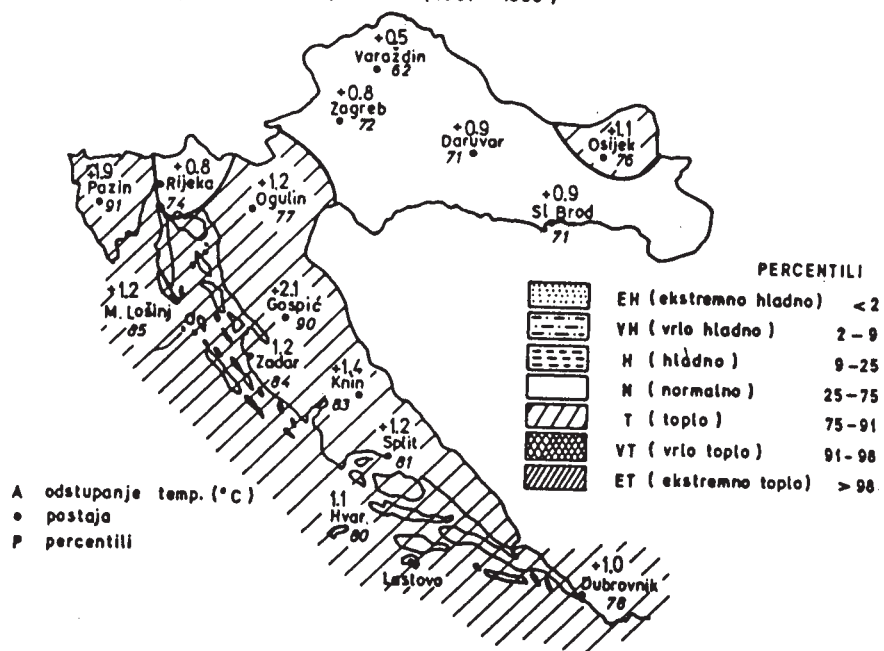 +0.5
Varaždin
62
+0.8
Zagreb
72
+0.9
Daruvar
71
+1.1
Osijek
76
+0.9
Sl. Brod
71
+1.9
Pazin
91
+0.8
Rijeka
74
+1.2
Ogulin
77
+1.2
M. Lošinj
85
+2.1
Gospić
90
1.2
Zadar
84
+1.4
Knin
83
+1.2
Split
81
1.1
Hvar
80
Lastovo
+1.0
Dubrovnik
78
PERCENTILI
EH (ekstremno hladno) < 2
VH (vrlo hladno) 2-9
H (hladno) 9-25
N (normalno) 25-75
T (toplo) 75-91
VT (vrlo toplo) 91-98
ET (ekstremno toplo) > 98
A odstupanje temp. (°C)
• postaja
P percentili